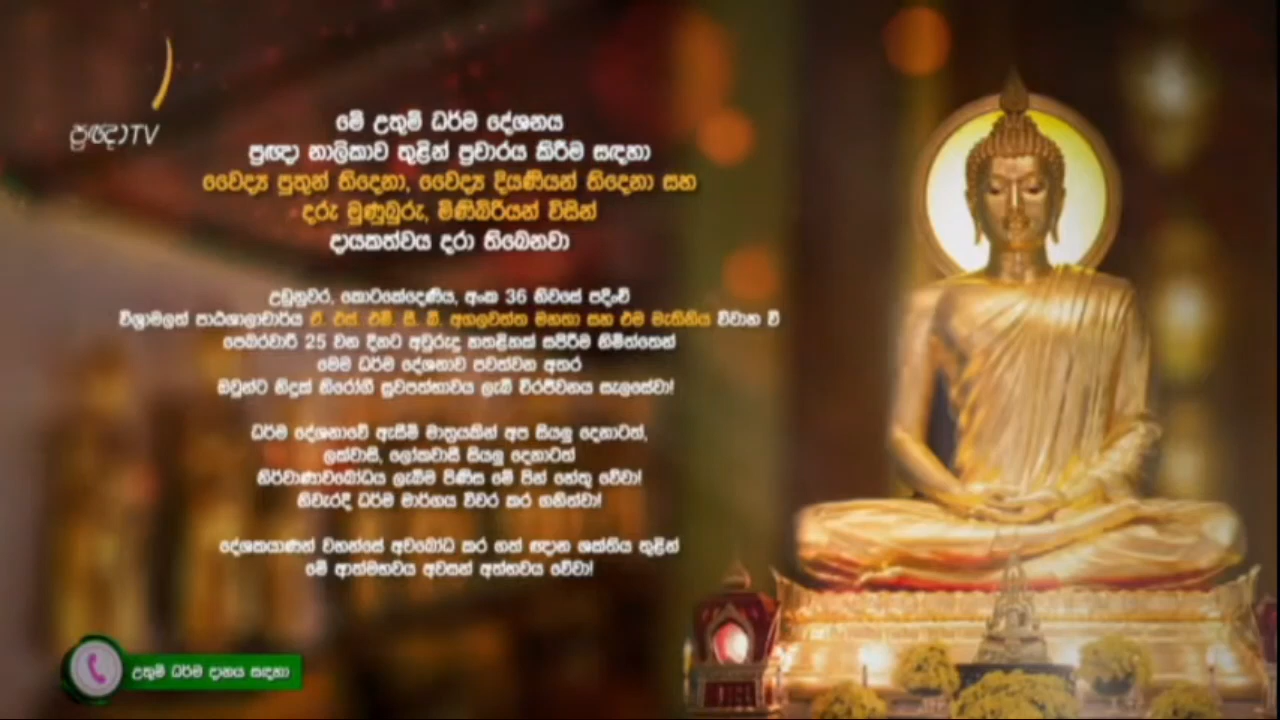 ප්‍රඥාTV
මේ උතුම් ධර්ම දේශනය
ප්‍රඥා නාලිකාව තුළින් ප්‍රචාරය කිරීම සඳහා
වෛද්‍ය පුතුන් තිදෙනා, වෛද්‍ය දියණියන් තිදෙනා සහ
දරු මුණුබුරු, මිණිබිරියන් විසින්
දායකත්වය දරා තිබෙනවා
උඩුනුවර, කොටකේදෙණිය, අංක 36 නිවසේ පදිංචි
විශ්‍රාමලත් පාඨශාලාචාර්ය ඒ. එස්. එම්. සී. බී. අගලවත්ත මහතා සහ එම මැතිනිය විවාහ වී
පෙබරවාරි 25 වන දිනට අවුරුදු හතළිහක් සපිරීම නිමිත්තෙන්
මෙම ධර්ම දේශනාව පවත්වන අතර
ඔවුන්ට නිදුක් නිරෝගී සුවපත්භාවය ලැබී චිරජීවනය සැලසේවා!
ධර්ම දේශනාවේ ඇසීම් මාත්‍රයකින් අප සියලු දෙනාටත්,
ලක්වාසී, ලෝකවාසී සියලු දෙනාටත්
නිර්වාණාවබෝධය ලැබීම පිණිස මේ පින් හේතු වේවා!
නිවැරදි ධර්ම මාර්ගය විවර කර ගනිත්වා!
දේශකයාණන් වහන්සේ අවබෝධ කර ගත් ඥාන ශක්තිය තුළින්
මේ ආත්මභවය අවසන් අත්භවය වේවා!
උතුම් ධර්ම දානය සඳහා